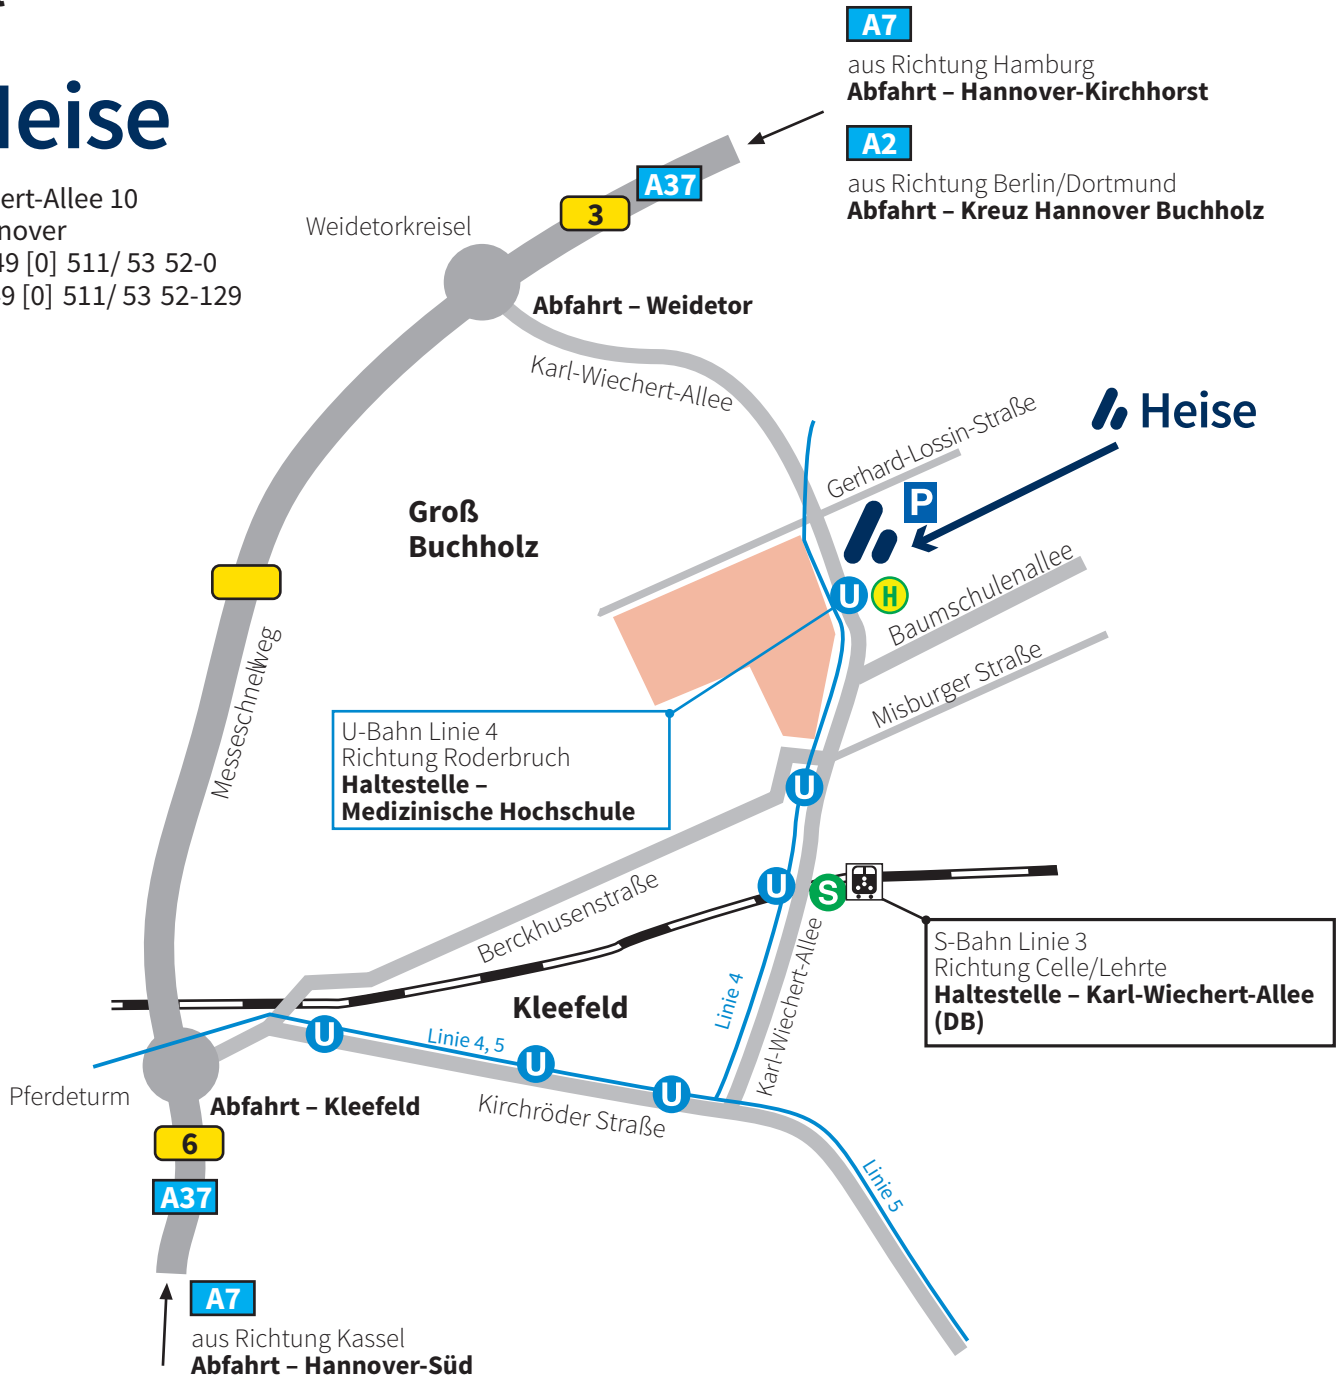 Heise
ert-Allee 10
nover
49 [0] 511/ 53 52-0
9 [0] 511/ 53 52-129
A7
aus Richtung Hamburg
Abfahrt – Hannover-Kirchhorst
A2
aus Richtung Berlin/Dortmund
Abfahrt – Kreuz Hannover Buchholz
A37
3
Weidetorkreisel
Abfahrt – Weidetor
Karl-Wiechert-Allee
Gerhard-Lossin-Straße
Heise
P
Groß
Buchholz
U
H
Baumschulenallee
Misburger Straße
Messeschnellweg
U-Bahn Linie 4
Richtung Roderbruch
Haltestelle –
Medizinische Hochschule
U
U
S
Berckhusenstraße
Karl-Wiechert-Allee
S-Bahn Linie 3
Richtung Celle/Lehrte
Haltestelle – Karl-Wiechert-Allee
(DB)
Kleefeld
Linie 4
U
Linie 4, 5
U
U
Pferdeturm
Abfahrt – Kleefeld
Kirchröder Straße
6
A37
Linie 5
A7
aus Richtung Kassel
Abfahrt – Hannover-Süd